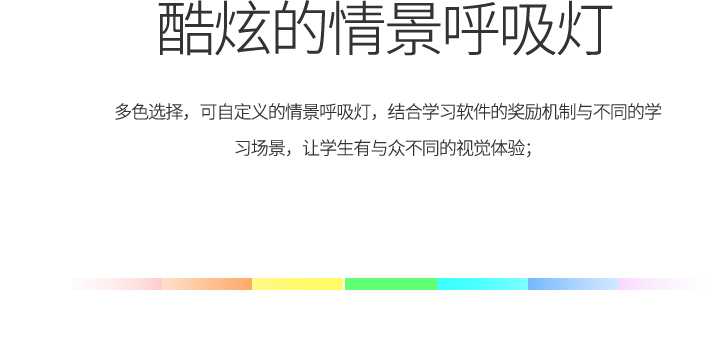 酷炫的情景呼吸灯
多色选择，可自定义的情景呼吸灯，结合学习软件的奖励机制与不同的学
习场景，让学生有与众不同的视觉体验；